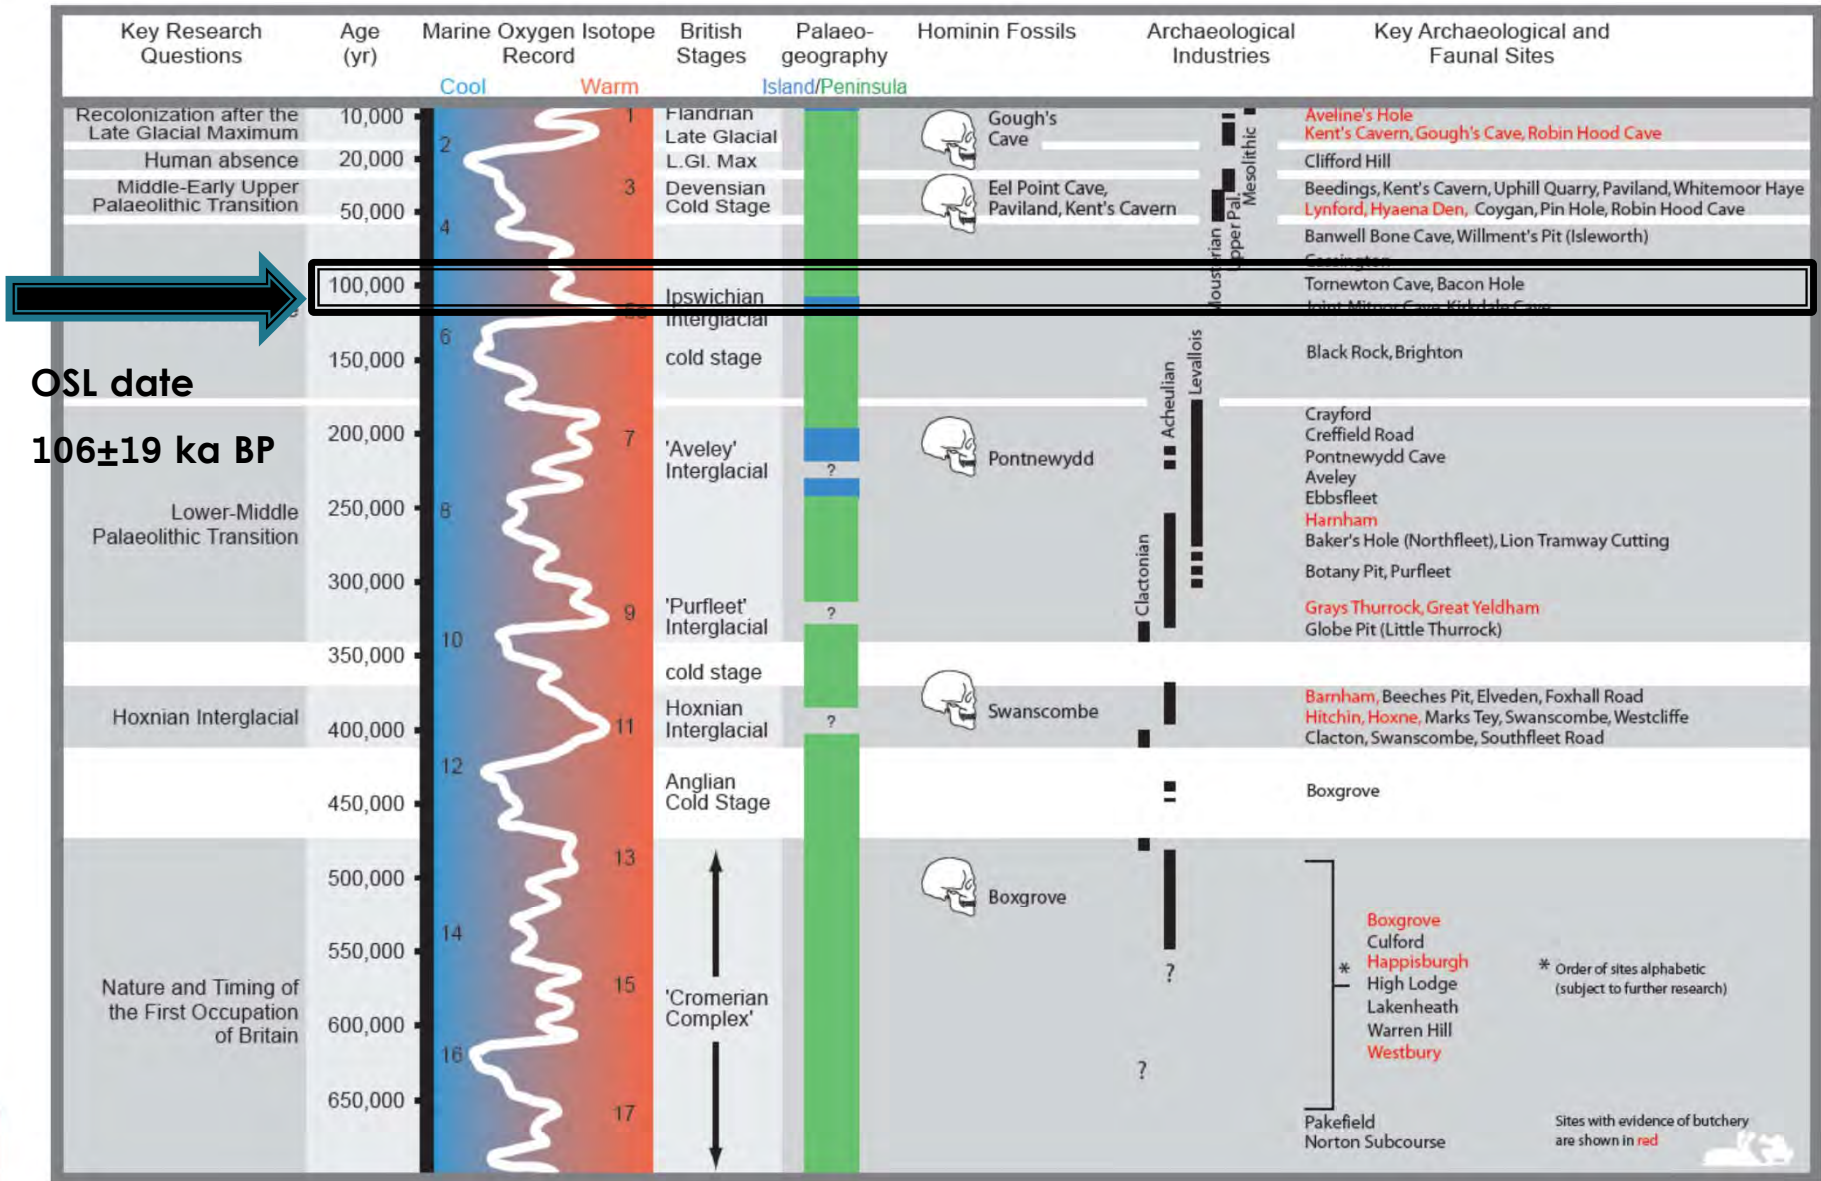 Key Research Questions
Age (yr)
Marine Oxygen Isotope Record
Cool Warm
British Stages
Palaeo-geography
Island/Peninsula
Hominin Fossils
Archaeological Industries
Key Archaeological and Faunal Sites
Recolonization after the
Late Glacial Maximum
Human absence
Middle-Early Upper
Palaeolithic Transition
OSL date
106±19 ka BP
Lower-Middle
Palaeolithic Transition
Hoxnian Interglacial
Nature and Timing of
the First Occupation
of Britain
10,000
20,000
50,000
100,000
150,000
200,000
250,000
300,000
350,000
400,000
450,000
500,000
550,000
600,000
650,000
1
2
3
4
6
7
8
9
10
11
12
13
14
15
16
17
Flandrian
Late Glacial
L.Gl. Max
Devensian
Cold Stage
Ipswichian
Interglacial
cold stage
'Aveley'
Interglacial
'Purfleet'
Interglacial
cold stage
Hoxnian
Interglacial
Anglian
Cold Stage
'Cromerian
Complex'
?
?
?
Gough's
Cave
Eel Point Cave,
Paviland, Kent's Cavern
Pontnewydd
Swanscombe
Boxgrove
Mesolithic
Upper Pal.
Mousterian
Levallois
Acheulian
Clactonian
?
?
Aveline's Hole
Kent's Cavern, Gough's Cave, Robin Hood Cave
Clifford Hill
Beedings, Kent's Cavern, Uphill Quarry, Paviland, Whitemoor Haye
Lynford, Hyaena Den, Coygan, Pin Hole, Robin Hood Cave
Banwell Bone Cave, Willment's Pit (Isleworth)
Cassington
Tornewton Cave, Bacon Hole
Joint Mitnor Cave, Kirkdale Cave
Black Rock, Brighton
Crayford
Creffield Road
Pontnewydd Cave
Aveley
Ebbsfleet
Harnham
Baker's Hole (Northfleet), Lion Tramway Cutting
Botany Pit, Purfleet
Grays Thurrock, Great Yeldham
Globe Pit (Little Thurrock)
Barnham, Beeches Pit, Elveden, Foxhall Road
Hitchin, Hoxne, Marks Tey, Swanscombe, Westcliffe
Clacton, Swanscombe, Southfleet Road
Boxgrove
Boxgrove
Culford
Happisburgh
* High Lodge
Lakenheath
Warren Hill
Westbury
* Order of sites alphabetic
(subject to further research)
Pakefield
Norton Subcourse
Sites with evidence of butchery
are shown in red